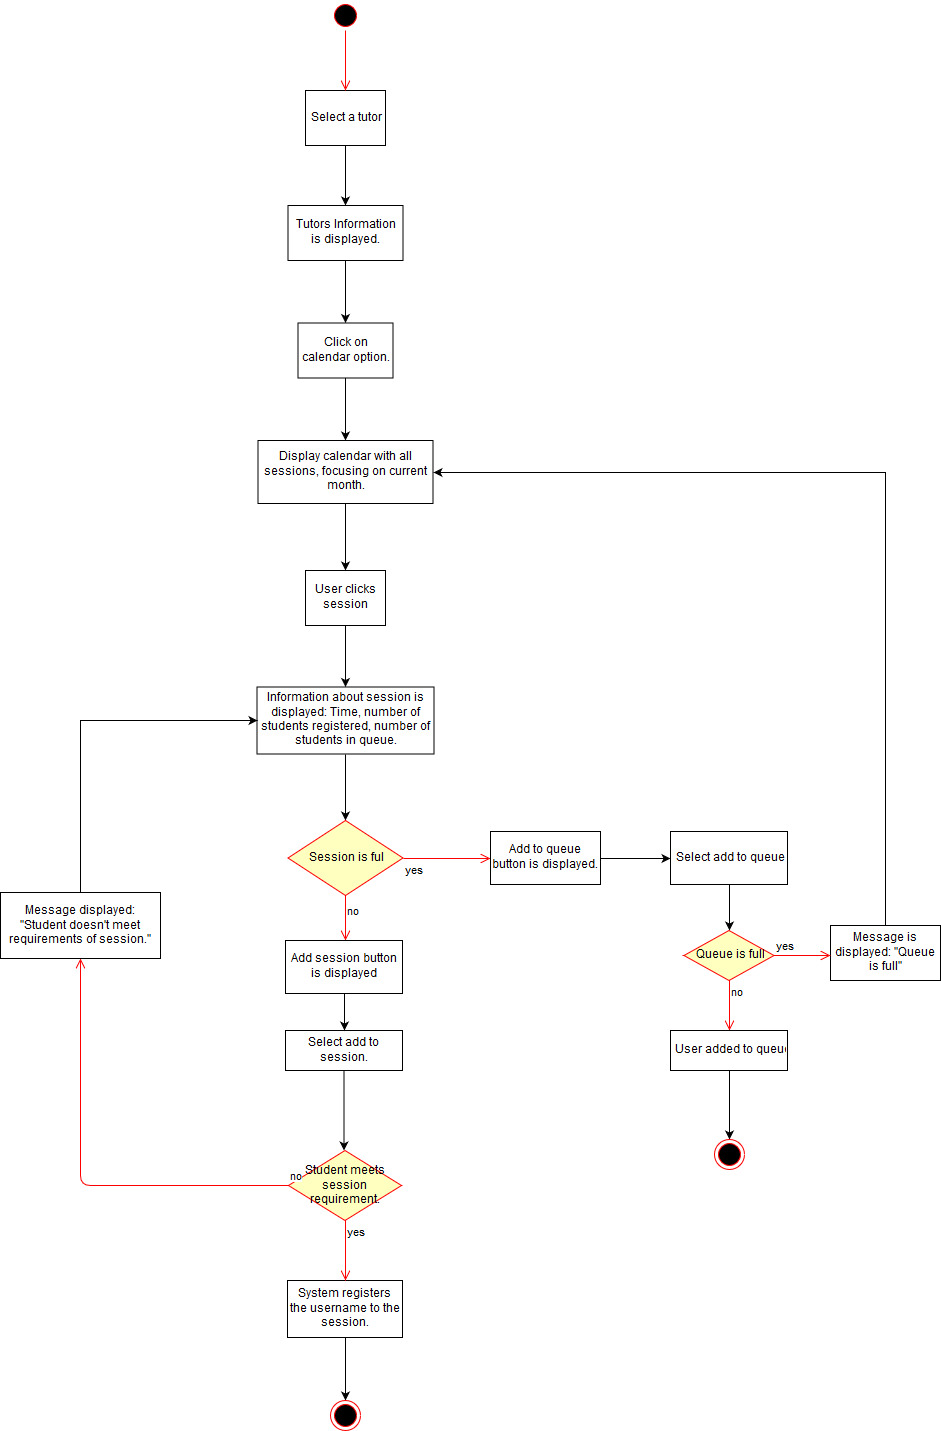 Select a tutor
Tutors Information
is displayed.
Click on
calendar option.
Display calendar with all
sessions, focusing on current
month.
User clicks
session
Information about session is
displayed: Time, number of
students registered, number of
students in queue.
Session is ful
yes
no
Add to queue
button is displayed.
Select add to queue
Message displayed:
"Student doesn't meet
requirements of session."
Queue is full
yes
no
Message is
displayed: "Queue
is full"
Add session button
is displayed
Select add to
session.
User added to queu
Student meets
session
requirement.
no
yes
System registers
the username to the
session.